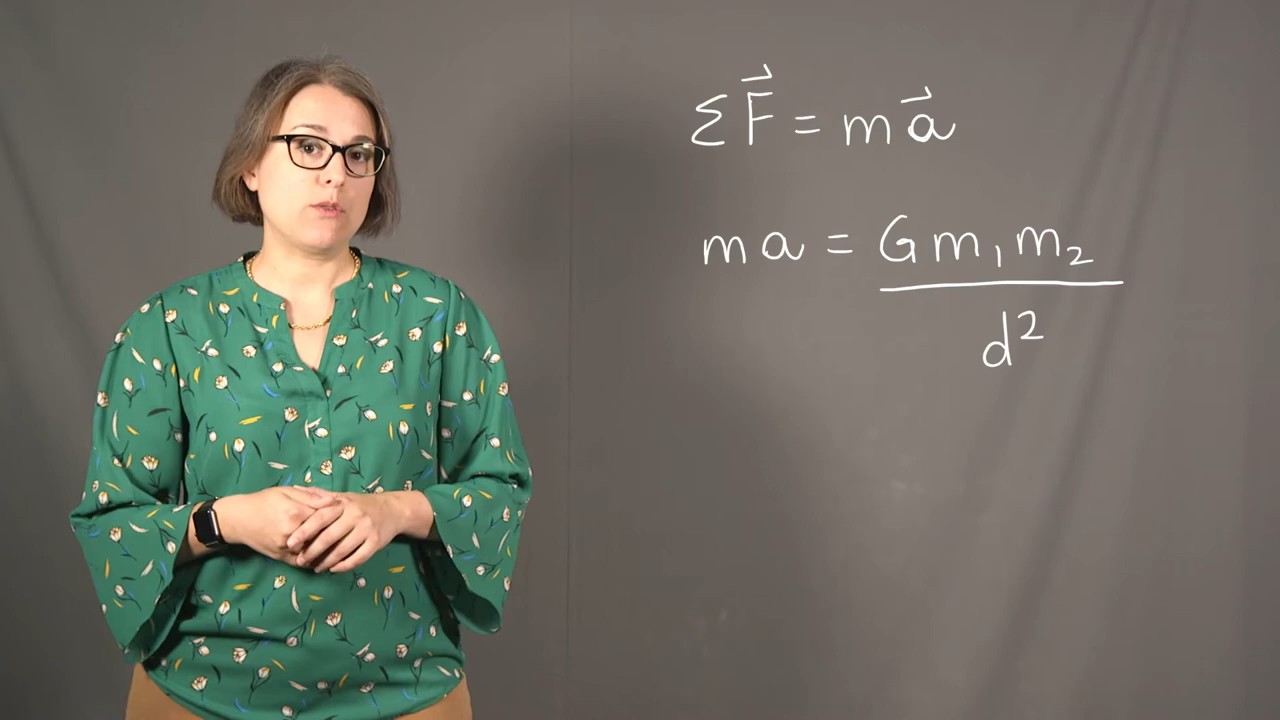 ΣF⃗ = ma⃗
ma = Gm₁m₂
d²